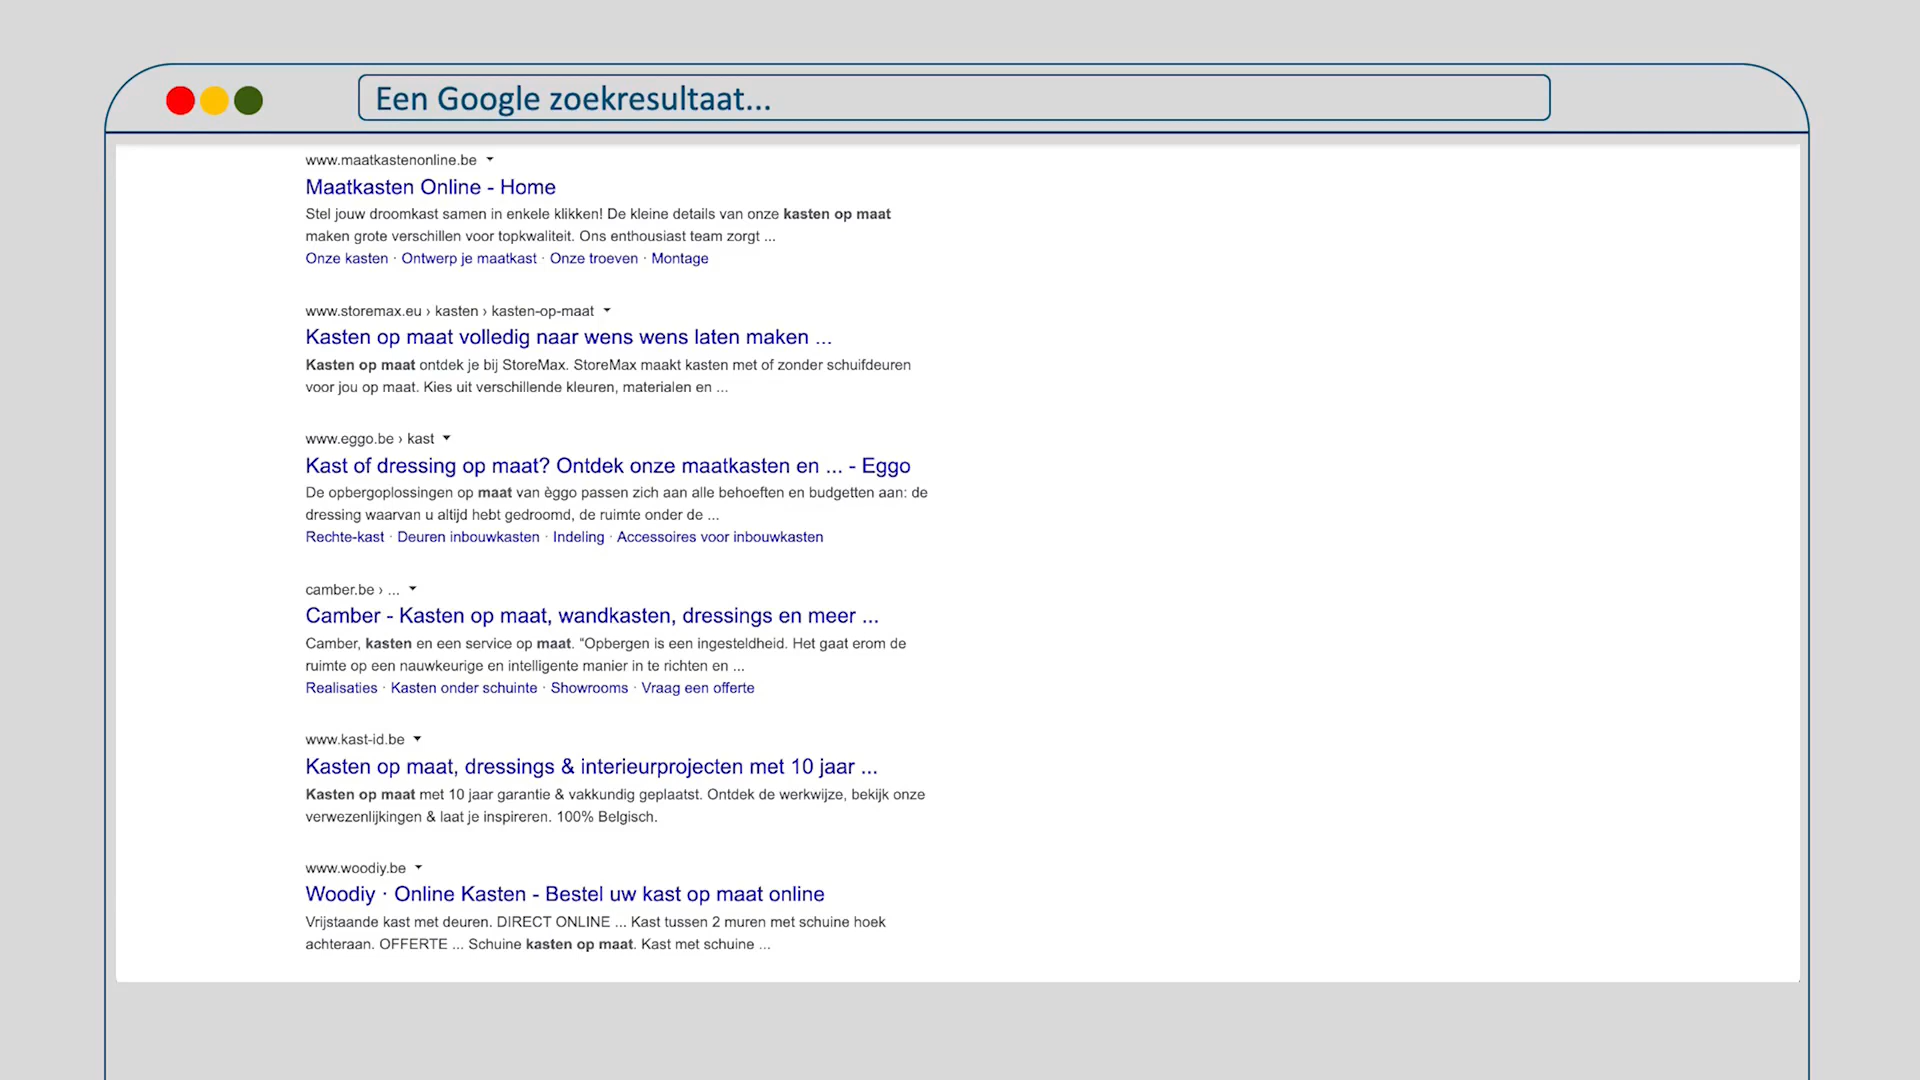 Een Google zoekresultaat...
www.maatkastenonline.be
Maatkasten Online - Home
Stel jouw droomkast samen in enkele klikken! De kleine details van onze kasten op maat
maken grote verschillen voor topkwaliteit. Ons enthousiast team zorgt ...
Onze kasten · Ontwerp je maatkast · Onze troeven · Montage
www.storemax.eu › kasten › kasten-op-maat
Kasten op maat volledig naar wens wens laten maken ...
Kasten op maat ontdek je bij StoreMax. StoreMax maakt kasten met of zonder schuifdeuren
voor jou op maat. Kies uit verschillende kleuren, materialen en ...
www.eggo.be › kast
Kast of dressing op maat? Ontdek onze maatkasten en ... - Eggo
De opbergoplossingen op maat van èggo passen zich aan alle behoeften en budgetten aan: de
dressing waarvan u altijd hebt gedroomd, de ruimte onder de ...
Rechte-kast · Deuren inbouwkasten · Indeling · Accessoires voor inbouwkasten
camber.be › ...
Camber - Kasten op maat, wandkasten, dressings en meer ...
Camber, kasten en een service op maat. “Opbergen is een ingesteldheid. Het gaat erom de
ruimte op een nauwkeurige en intelligente manier in te richten en ...
Realisaties · Kasten onder schuinte · Showrooms · Vraag een offerte
www.kast-id.be
Kasten op maat, dressings & interieurprojecten met 10 jaar ...
Kasten op maat met 10 jaar garantie & vakkundig geplaatst. Ontdek de werkwijze, bekijk onze
verwezenlijkingen & laat je inspireren. 100% Belgisch.
www.woodiy.be
Woodiy · Online Kasten - Bestel uw kast op maat online
Vrijstaande kast met deuren. DIRECT ONLINE ... Kast tussen 2 muren met schuine hoek
achteraan. OFFERTE ... Schuine kasten op maat. Kast met schuine ...